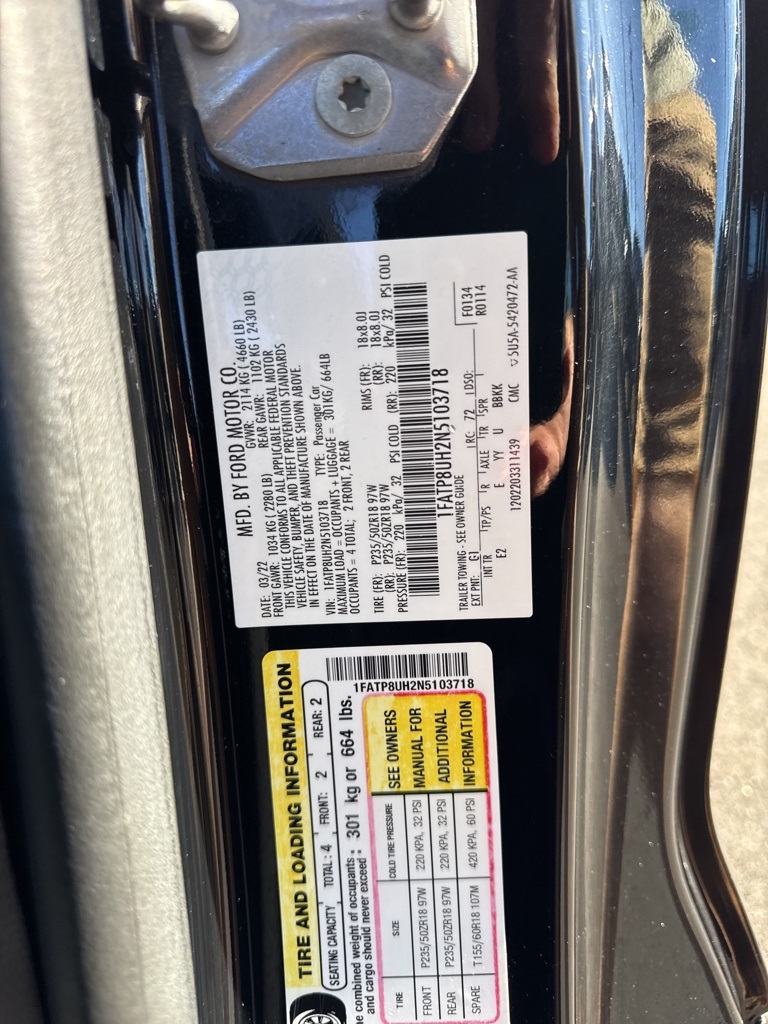 MFD. BY FORD MOTOR CO.
DATE: 03/22 GVWR: 2114 KG ( 4660 LB)
FRONT GAWR: 1034 KG ( 2280 LB) REAR GAWR: 1102 KG ( 2430 LB)
THIS VEHICLE CONFORMS TO ALL APPLICABLE FEDERAL MOTOR
VEHICLE SAFETY, BUMPER, AND THEFT PREVENTION STANDARDS
IN EFFECT ON THE DATE OF MANUFACTURE SHOWN ABOVE.
VIN: 1FATP8UH2N5103718 TYPE: Passenger Car
MAXIMUM LOAD = OCCUPANTS + LUGGAGE = 301KG/ 664LB
OCCUPANTS = 4 TOTAL; 2 FRONT, 2 REAR
TIRE (FR): P235/50ZR18 97W RIMS (FR): 18x8.0J
(RR): P235/50ZR18 97W (RR): 18x8.0J
PRESSURE (FR): 220 kPa/ 32 PSI COLD (RR): 220 kPa/ 32 PSI COLD
1FATP8UH2N5103718
TRAILER TOWING - SEE OWNER GUIDE
F0134
R0114
EXT PNT: G1 RC: 72 DSO:
INT TR TP/PS R AXLE TR SPR
E2 E YY U BBKK
1202203311439 CMC ▽5U5A-5420472-AA
TIRE AND LOADING INFORMATION
SEATING CAPACITY TOTAL: 4 FRONT: 2 REAR: 2
combined weight of occupants
and cargo should never exceed : 301 kg or 664 lbs.
1FATP8UH2N5103718
TIRE SIZE COLD TIRE PRESSURE
FRONT P235/50ZR18 97W 220 KPA, 32 PSI
REAR P235/50ZR18 97W 220 KPA, 32 PSI
SPARE T155/60R18 107M 420 KPA, 60 PSI
SEE OWNERS
MANUAL FOR
ADDITIONAL
INFORMATION